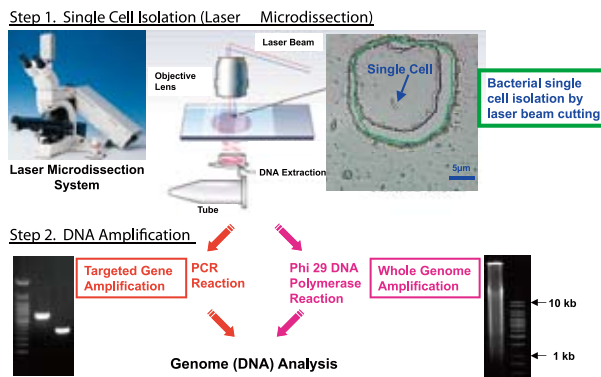 Step 1. Single Cell Isolation (Laser Microdissection)
Laser Beam
Objective
Lens
Single Cell
Bacterial single
cell isolation by
laser beam cutting
5μm
Laser Microdissection
System
DNA Extraction
Tube
Step 2. DNA Amplification
Targeted Gene
Amplification
PCR
Reaction
Phi 29 DNA
Polymerase
Reaction
Whole Genome
Amplification
10 kb
1 kb
Genome (DNA) Analysis